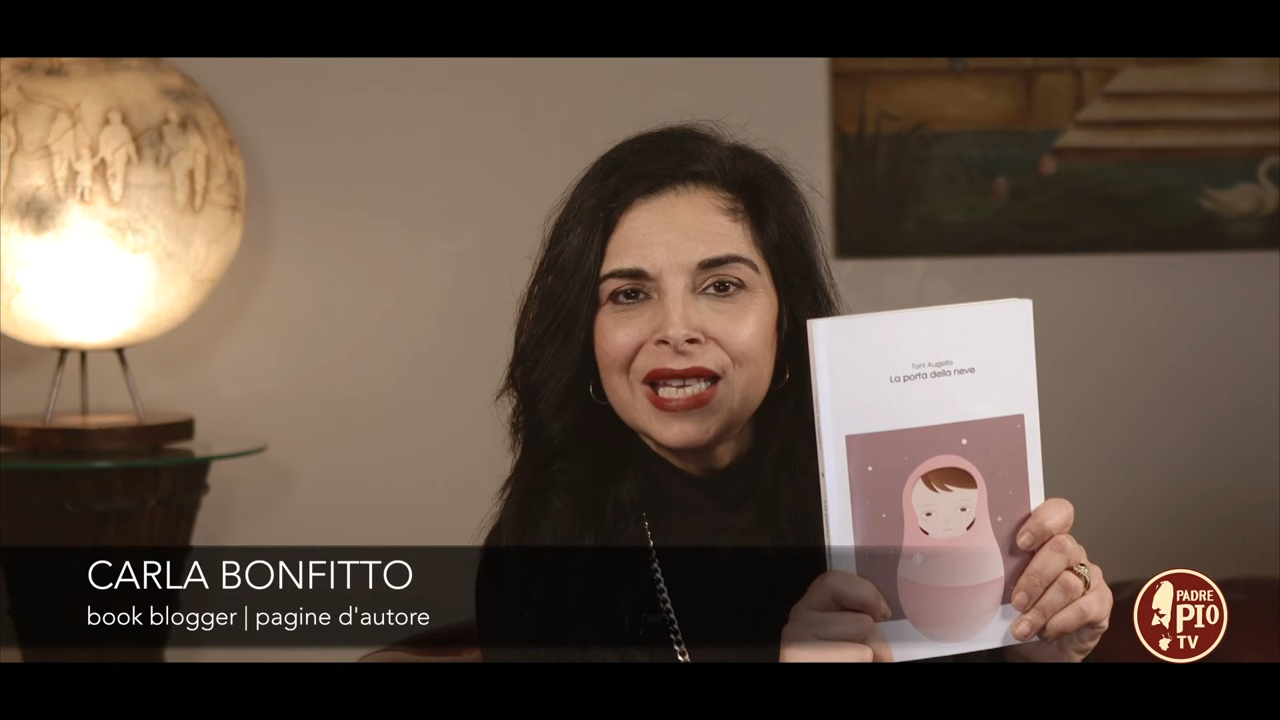 Toni Augello
La porta della neve
CARLA BONFITTO
book blogger | pagine d'autore
PADRE
PIO
TV